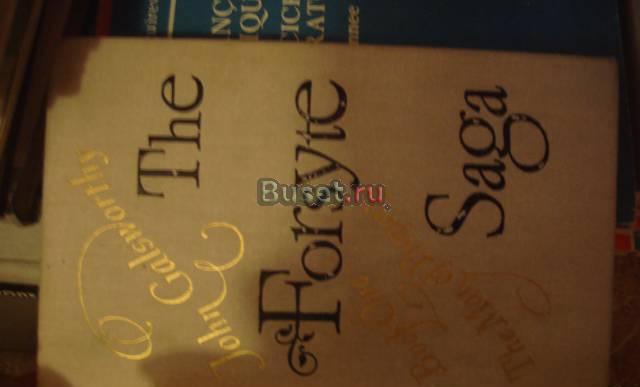 The
John Galsworthy
Forsyte
Saga
Book One
The Man of Property
Buset.ru